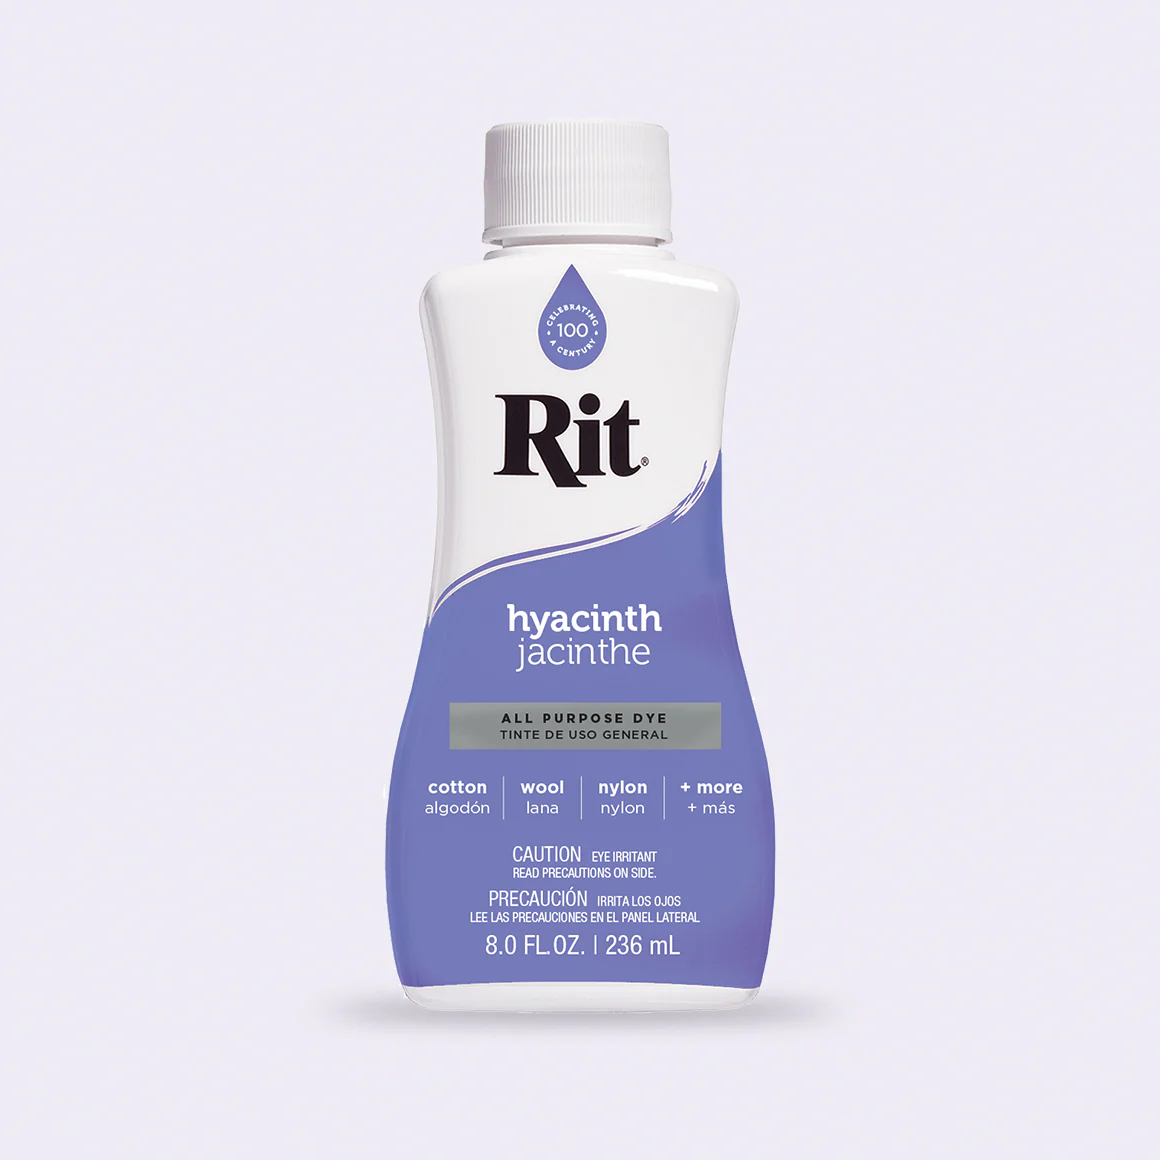 CELEBRATING
100
A CENTURY
Rit®
hyacinth
jacinthe
ALL PURPOSE DYE
TINTE DE USO GENERAL
cotton wool nylon + more
algodón lana nylon + más
CAUTION EYE IRRITANT
READ PRECAUTIONS ON SIDE.
PRECAUCIÓN IRRITA LOS OJOS
LEE LAS PRECAUCIONES EN EL PANEL LATERAL
8.0 FL.OZ. | 236 mL